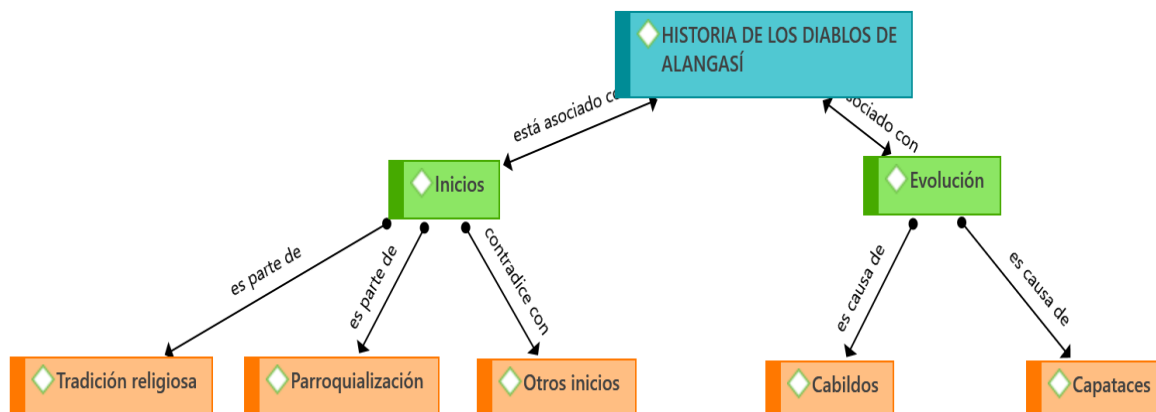 HISTORIA DE LOS DIABLOS DE
ALANGASÍ
está asociado co
sociado con
Inicios
Evolución
es parte de
es parte de
contradice con
es causa de
es causa de
Tradición religiosa
Parroquialización
Otros inicios
Cabildos
Capataces